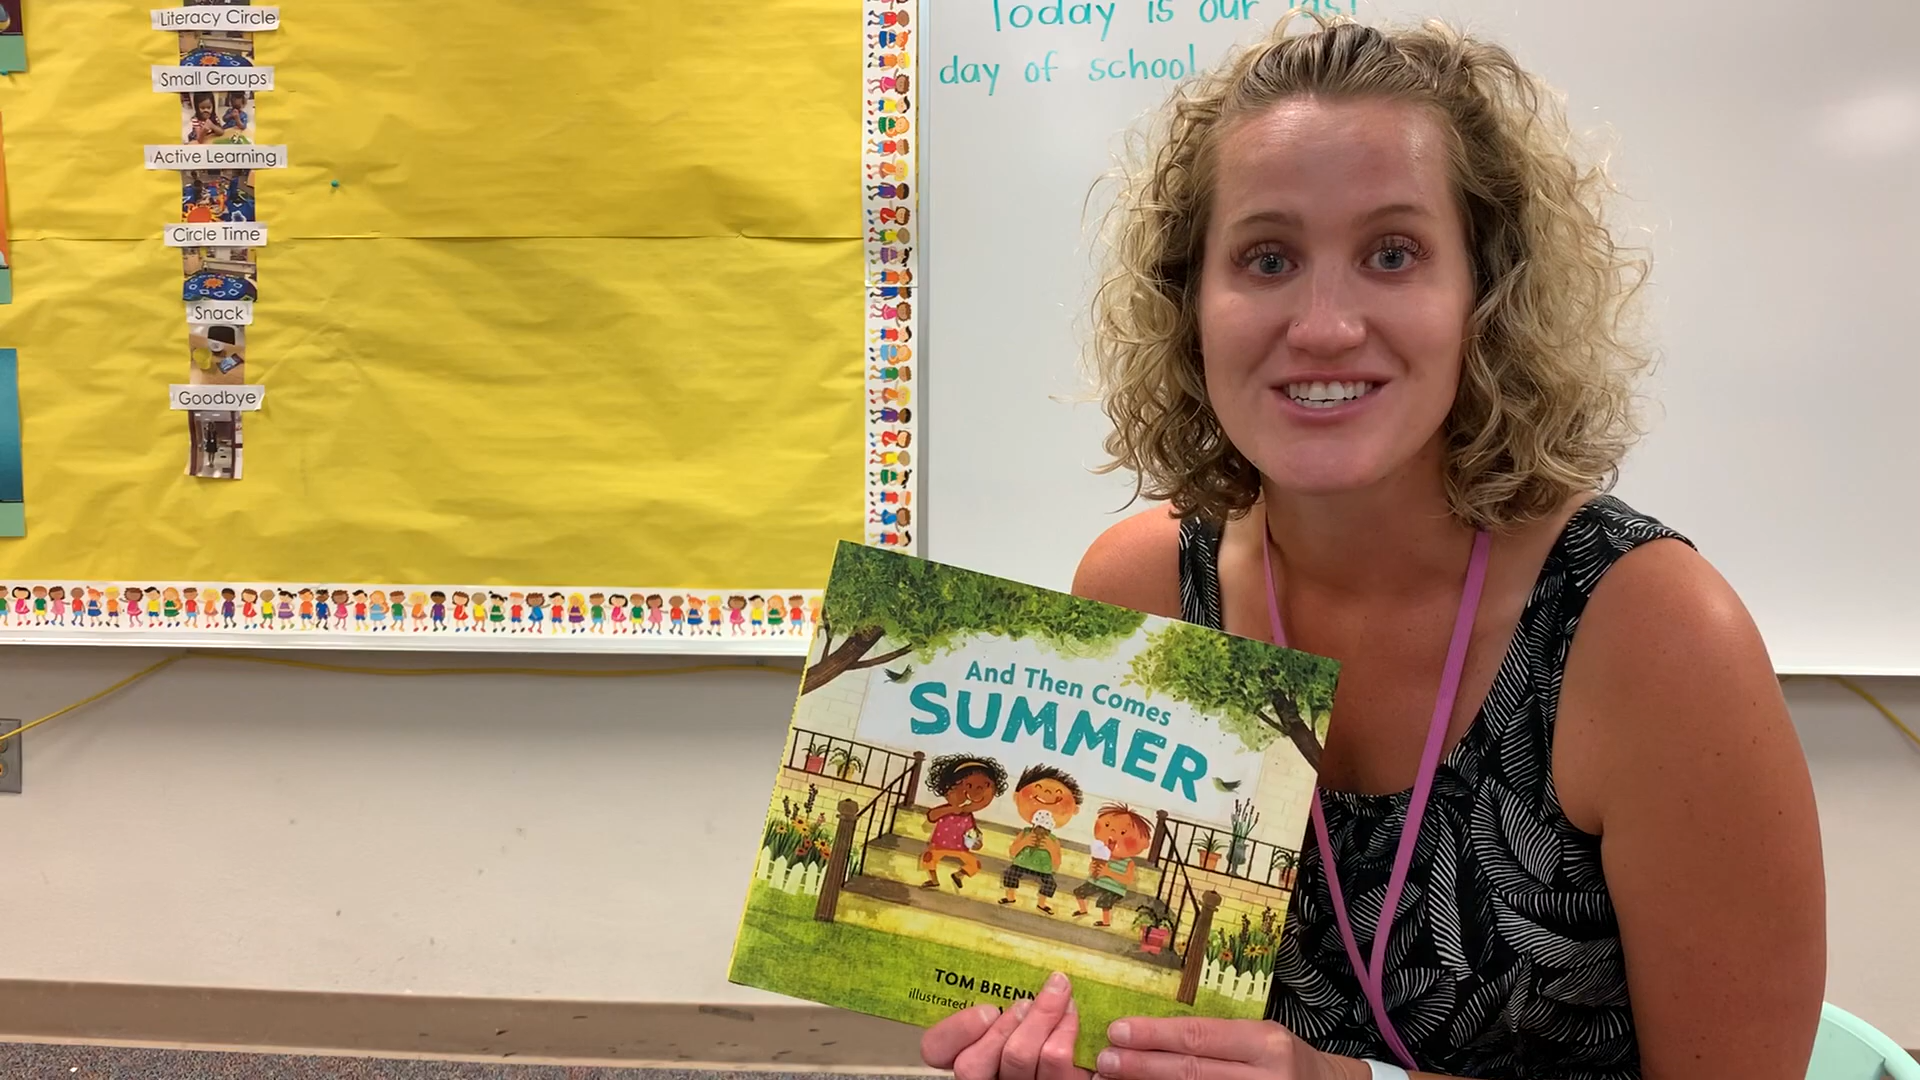 Literacy Circle
Small Groups
Active Learning
Circle Time
Snack
Goodbye
Today is our last
day of school
And Then Comes
SUMMER
TOM
illustrated